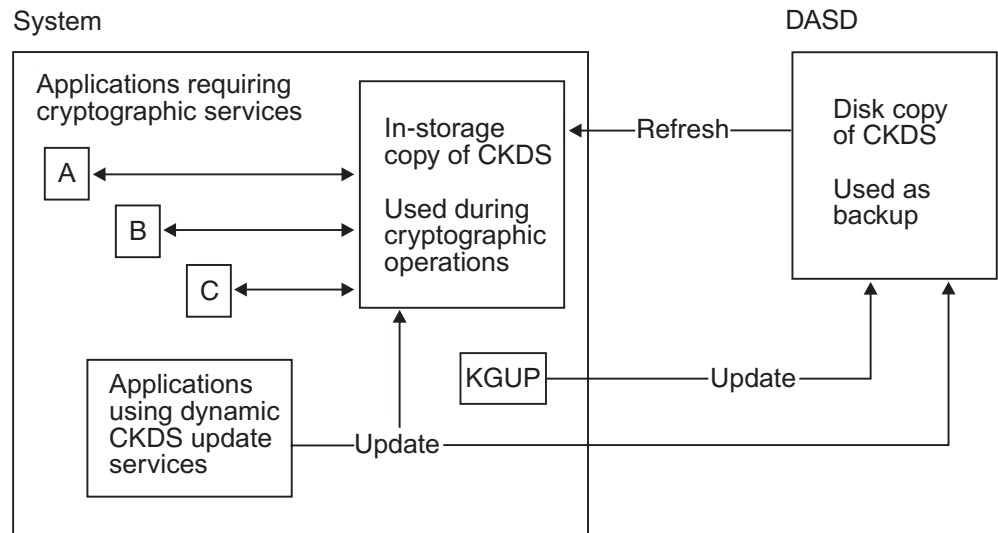 System
DASD
Applications requiring
cryptographic services
A
B
C
In-storage
copy of CKDS
Used during
cryptographic
operations
Refresh
Disk copy
of CKDS
Used as
backup
KGUP
Update
Applications
using dynamic
CKDS update
services
Update